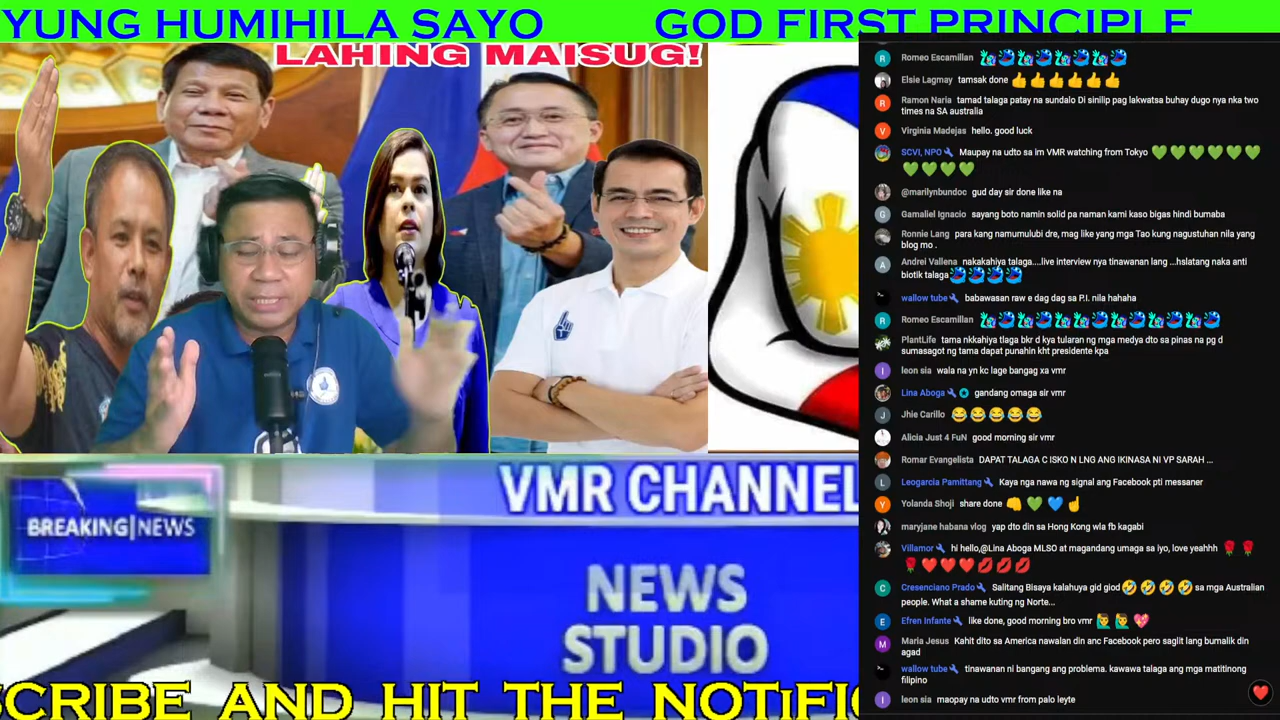 YUNG HUMIHILA SAYO GOD FIRST PRINCIPLE
LAHING MAISUG!
BREAKING|NEWS
VMR CHANNEL
NEWS
STUDIO
SCRIBE AND HIT THE NOTIFIC
Romeo Escamillan
Elsie Lagmay tamsak done 👍👍👍👍👍👍
Ramon Naria tamad talaga patay na sundalo Di sinilip pag lakwatsa buhay dugo nya nka two
times na SA australia
Virginia Madejas hello. good luck
SCVI, NPO Maupay na udto sa im VMR watching from Tokyo 💚💚💚💚💚💚
💚💚💚💚
@marilynbundoc gud day sir done like na
Gamaliel Ignacio sayang boto namin solid pa naman kami kaso bigas hindi bumaba
Ronnie Lang para kang namumulubi dre, mag like yang mga Tao kung nagustuhan nila yang
blog mo .
Andrei Vallena nakakahiya talaga....live interview nya tinawanan lang ...hslatang naka anti
biotik talaga
wallow tube babawasan raw e dag dag sa P.I. nila hahaha
Romeo Escamillan
PlantLife tama nkkahiya tlaga bkr d kya tularan ng mga medya dto sa pinas na pg d
sumasagot ng tama dapat punahin kht presidente kpa
leon sia wala na yn kc lage bangag xa vmr
Lina Aboga gandang omaga sir vmr
Jhie Carillo 😂😂😂😂😂
Alicia Just 4 FuN good morning sir vmr
Romar Evangelista DAPAT TALAGA C ISKO N LNG ANG IKINASA NI VP SARAH ...
Leogarcia Pamittang Kaya nga nawa ng signal ang Facebook pti messaner
Yolanda Shoji share done 👊💚💙☝
maryjane habana vlog yap dto din sa Hong Kong wla fb kagabi
Villamor hi hello,@Lina Aboga MLSO at magandang umaga sa iyo, love yeahhh 🌹🌹
🌹❤❤❤💋💋💋
Cresenciano Prado Salitang Bisaya kalahuya gid giod🤣🤣🤣🤣 sa mga Australian
people. What a shame kuting ng Norte...
Efren Infante like done, good morning bro vmr 🙋‍♂️🙋‍♂️💖
Maria Jesus Kahit dito sa America nawalan din anc Facebook pero saglit lang bumalik din
agad
wallow tube tinawanan ni bangang ang problema. kawawa talaga ang mga matitinong
filipino
leon sia maopay na udto vmr from palo leyte